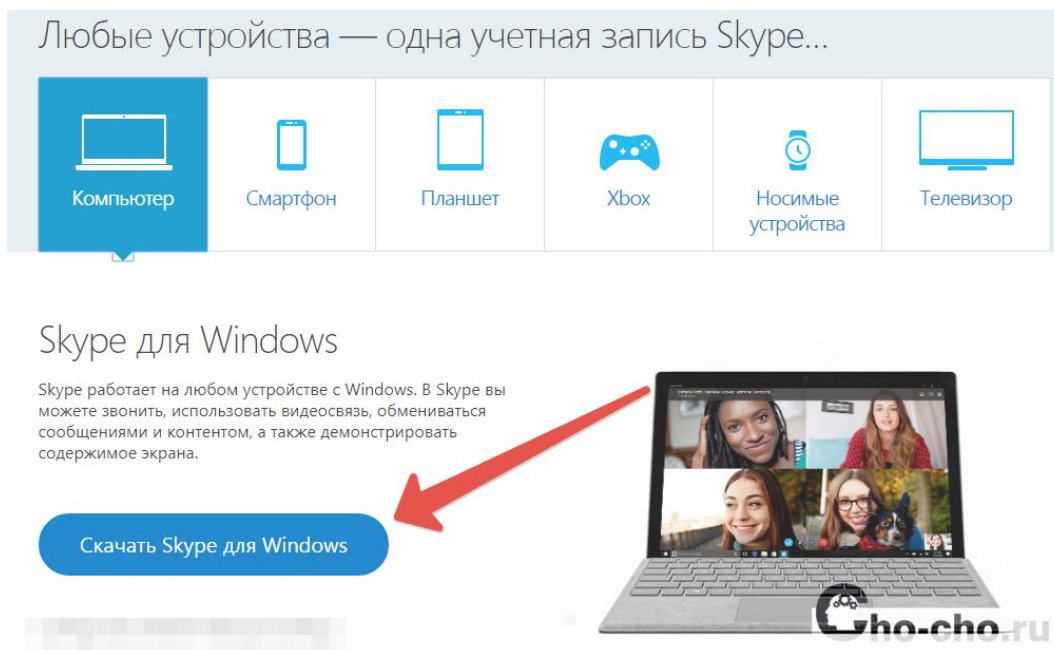 Любые устройства — одна учетная запись Skype...
Компьютер
Смартфон
Планшет
Xbox
Носимые
устройства
Телевизор
Skype для Windows
Skype работает на любом устройстве с Windows. В Skype вы
можете звонить, использовать видеосвязь, обмениваться
сообщениями и контентом, а также демонстрировать
содержимое экрана.
Скачать Skype для Windows
Cho-cho.ru